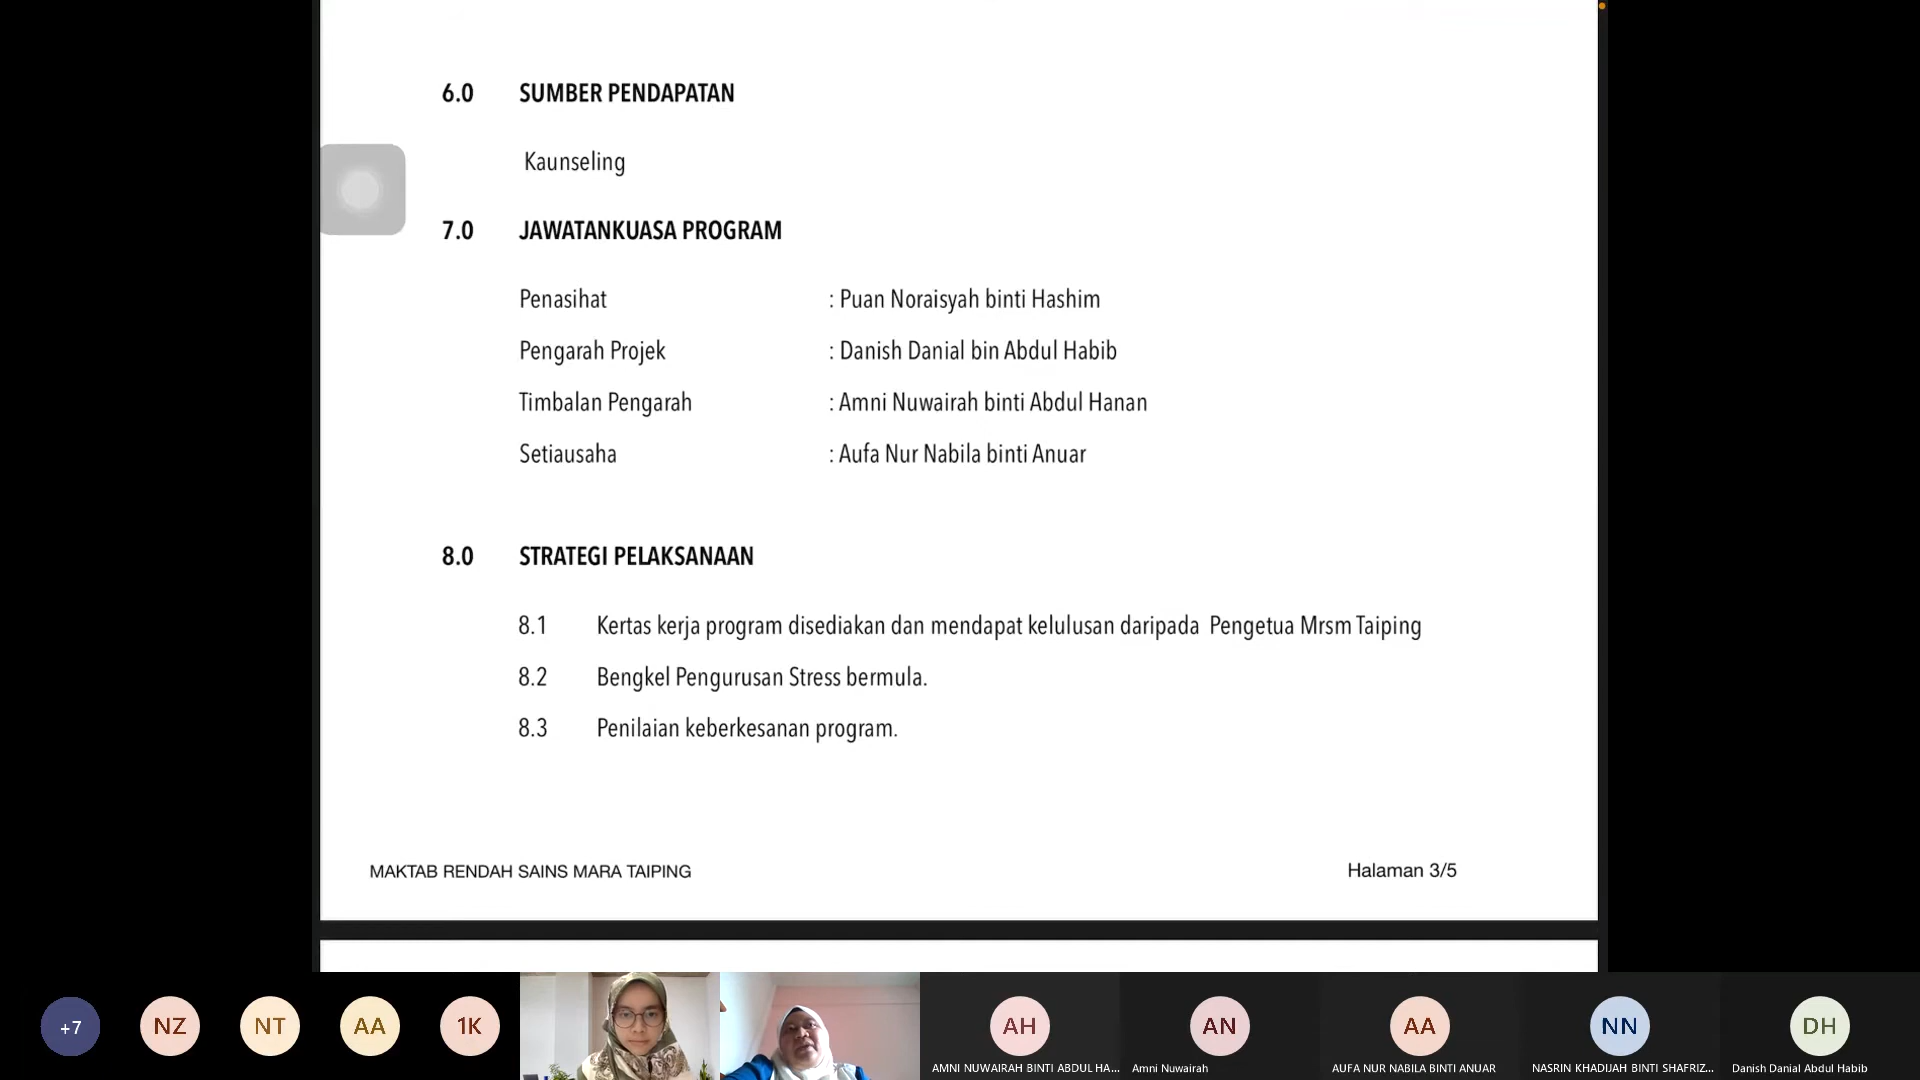 6.0 SUMBER PENDAPATAN
Kaunseling
7.0 JAWATANKUASA PROGRAM
Penasihat : Puan Noraisyah binti Hashim
Pengarah Projek : Danish Danial bin Abdul Habib
Timbalan Pengarah : Amni Nuwairah binti Abdul Hanan
Setiausaha : Aufa Nur Nabila binti Anuar
8.0 STRATEGI PELAKSANAAN
8.1 Kertas kerja program disediakan dan mendapat kelulusan daripada Pengetua Mrsm Taiping
8.2 Bengkel Pengurusan Stress bermula.
8.3 Penilaian keberkesanan program.
MAKTAB RENDAH SAINS MARA TAIPING Halaman 3/5
+7 NZ NT AA 1K AH AN AA NN DH
AMNI NUWAIRAH BINTI ABDUL HA... Amni Nuwairah AUFA NUR NABILA BINTI ANUAR NASRIN KHADIJAH BINTI SHAFRIZ... Danish Danial Abdul Habib